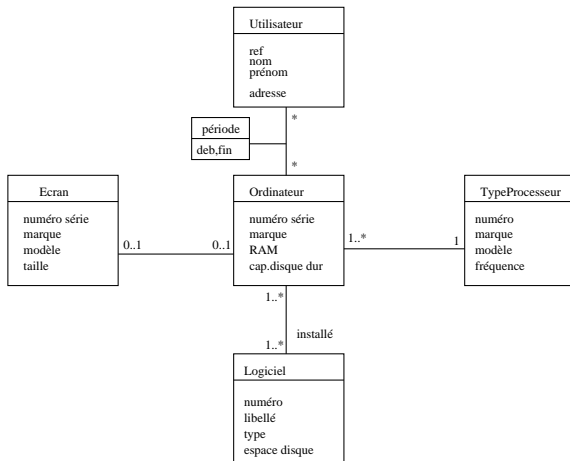 Utilisateur
ref
nom
prénom
adresse
*
période
deb,fin
*
Ecran
numéro série
marque
modèle
taille
0..1
0..1
Ordinateur
numéro série
marque
RAM
cap.disque dur
1..*
1
TypeProcesseur
numéro
marque
modèle
fréquence
1..*
installé
1..*
Logiciel
numéro
libellé
type
espace disque